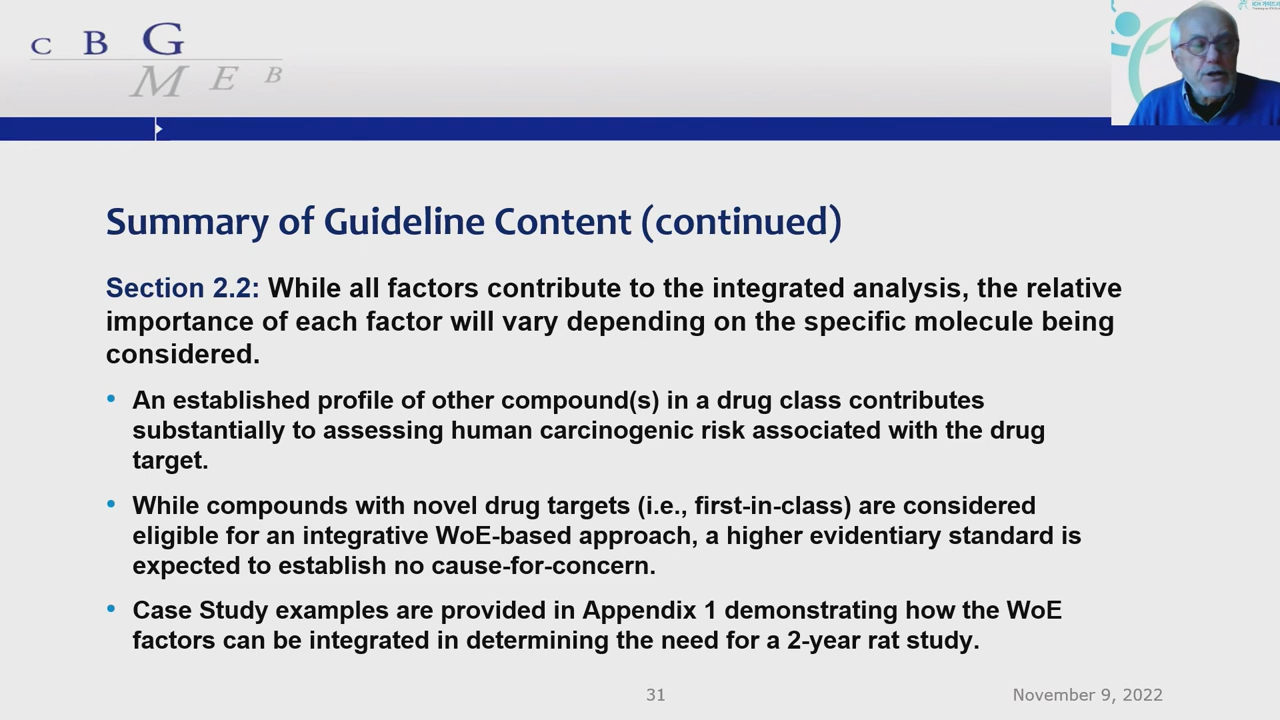 C B G
M E B
Summary of Guideline Content (continued)
Section 2.2: While all factors contribute to the integrated analysis, the relative
importance of each factor will vary depending on the specific molecule being
considered.
• An established profile of other compound(s) in a drug class contributes
substantially to assessing human carcinogenic risk associated with the drug
target.
• While compounds with novel drug targets (i.e., first-in-class) are considered
eligible for an integrative WoE-based approach, a higher evidentiary standard is
expected to establish no cause-for-concern.
• Case Study examples are provided in Appendix 1 demonstrating how the WoE
factors can be integrated in determining the need for a 2-year rat study.
31
November 9, 2022